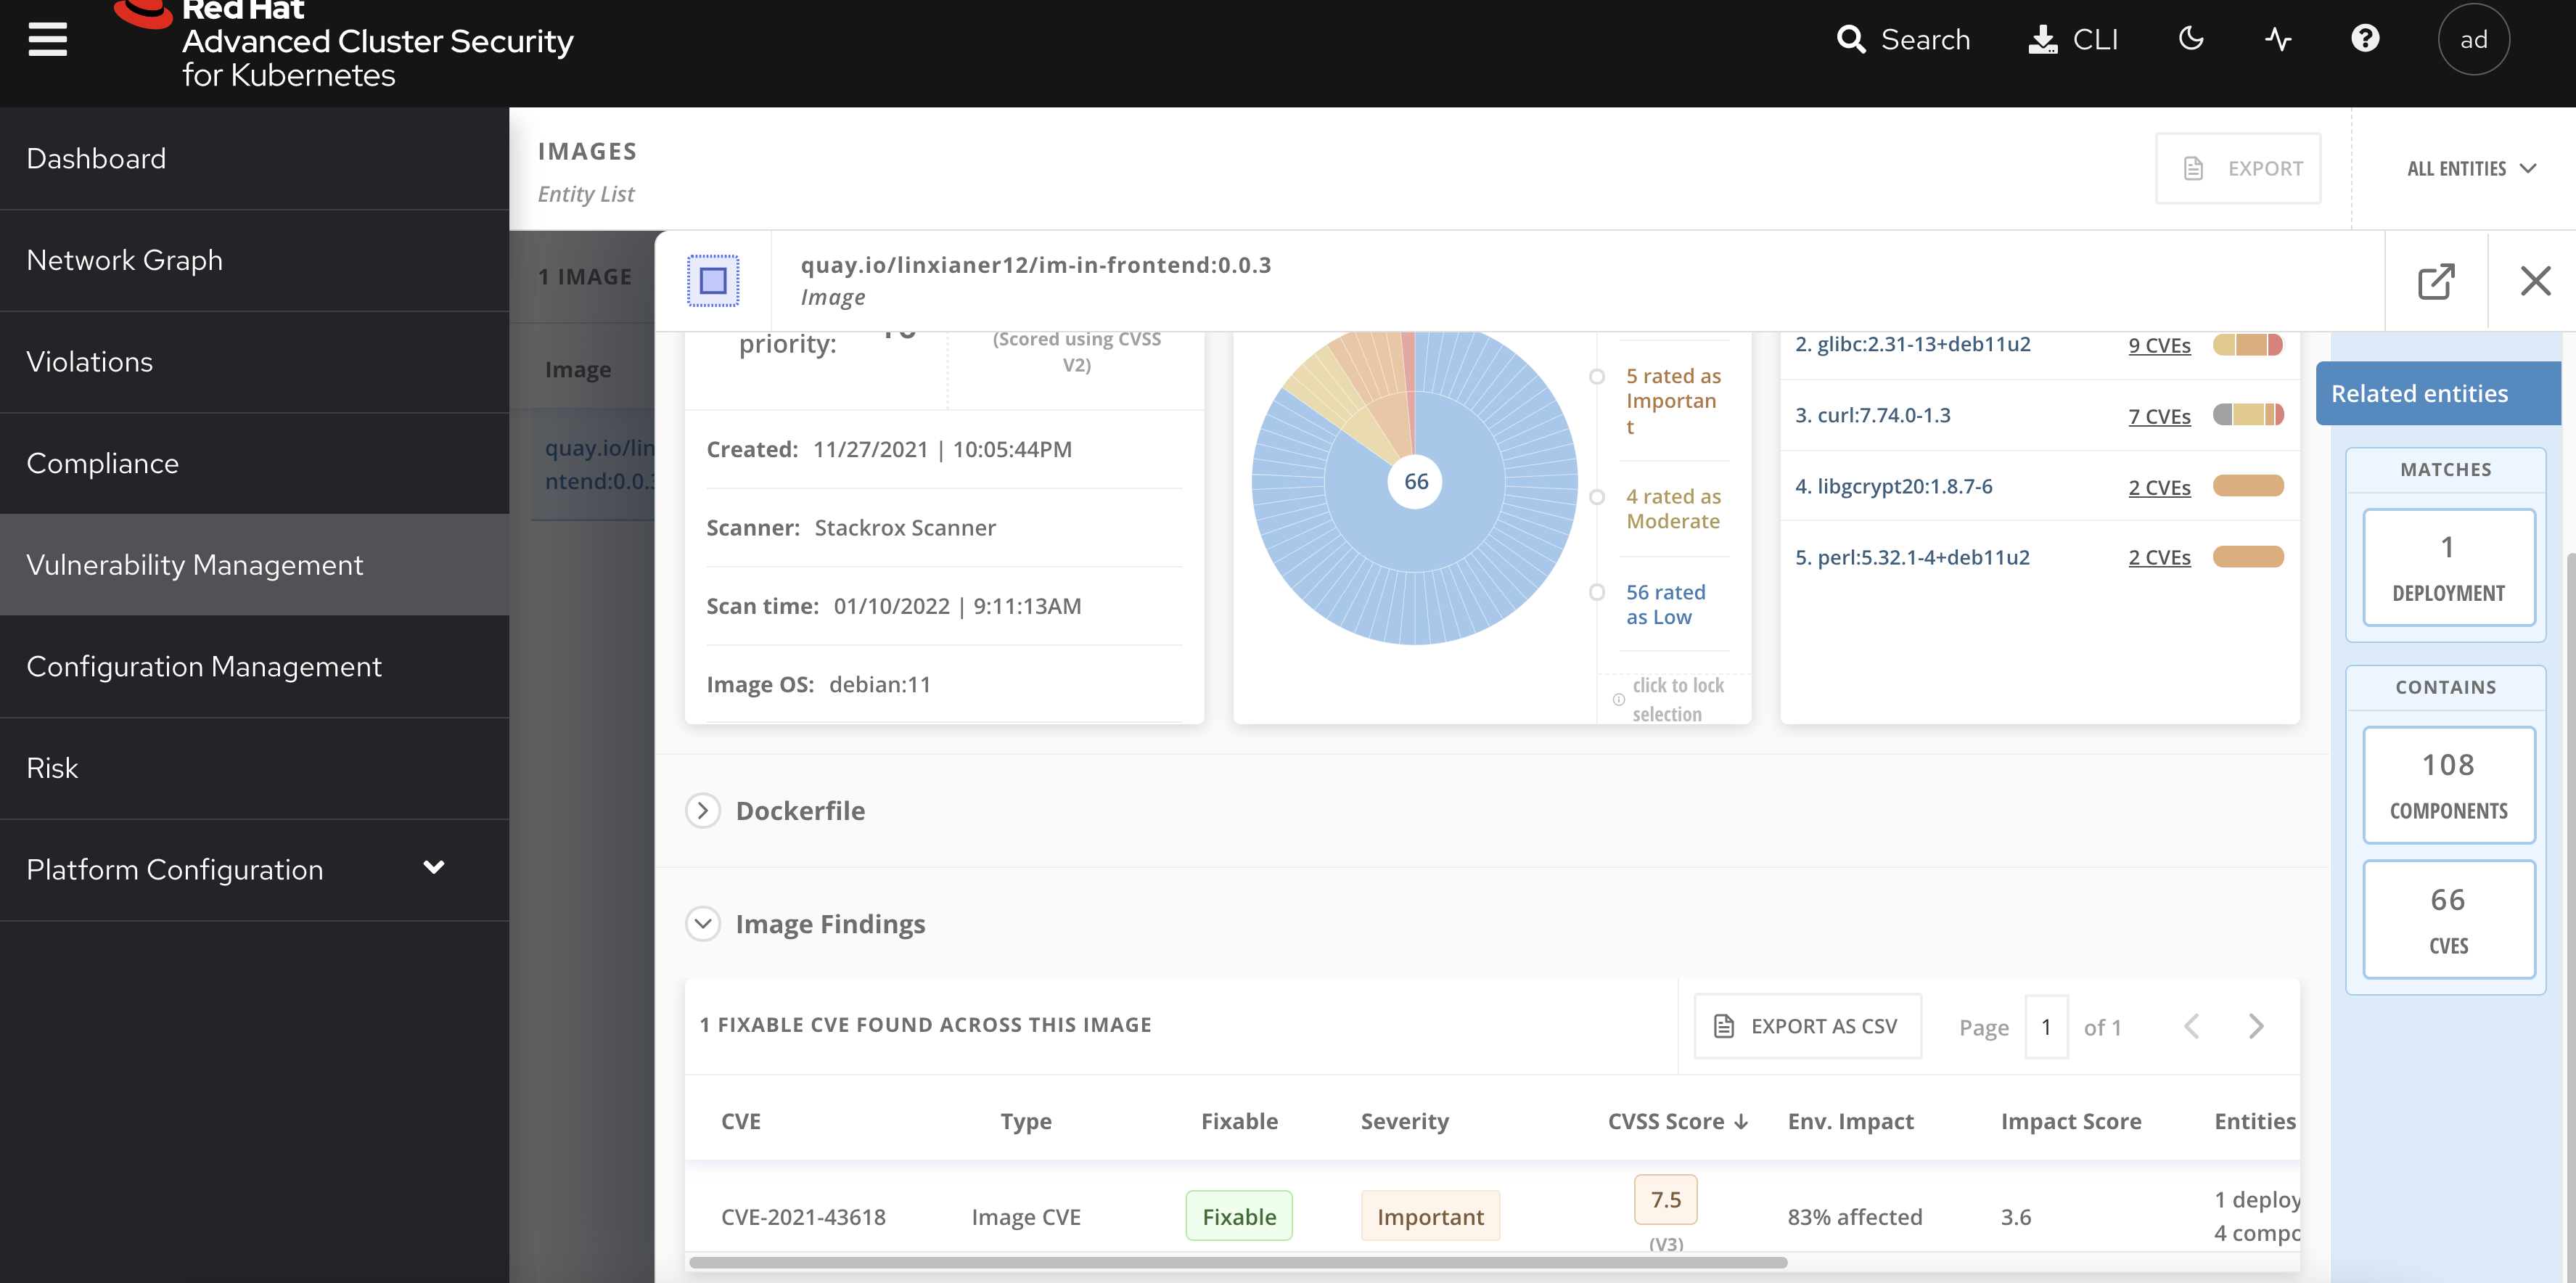 Red Hat
Advanced Cluster Security
for Kubernetes
Search
CLI
ad
Dashboard
Network Graph
Violations
Compliance
Vulnerability Management
Configuration Management
Risk
Platform Configuration
IMAGES
Entity List
EXPORT
ALL ENTITIES
1 IMAGE
Image
quay.io/lin
ntend:0.0.3
quay.io/linxianer12/im-in-frontend:0.0.3
Image
priority:
(Scored using CVSS
V2)
Created: 11/27/2021 | 10:05:44PM
Scanner: Stackrox Scanner
Scan time: 01/10/2022 | 9:11:13AM
Image OS: debian:11
66
5 rated as
Importan
t
4 rated as
Moderate
56 rated
as Low
click to lock
selection
2. glibc:2.31-13+deb11u2 9 CVEs
3. curl:7.74.0-1.3 7 CVEs
4. libgcrypt20:1.8.7-6 2 CVEs
5. perl:5.32.1-4+deb11u2 2 CVEs
Related entities
MATCHES
1
DEPLOYMENT
CONTAINS
108
COMPONENTS
66
CVES
Dockerfile
Image Findings
1 FIXABLE CVE FOUND ACROSS THIS IMAGE
EXPORT AS CSV
Page 1 of 1
CVE Type Fixable Severity CVSS Score Env. Impact Impact Score Entities
CVE-2021-43618 Image CVE Fixable Important 7.5 (V3) 83% affected 3.6 1 deploy
4 compo